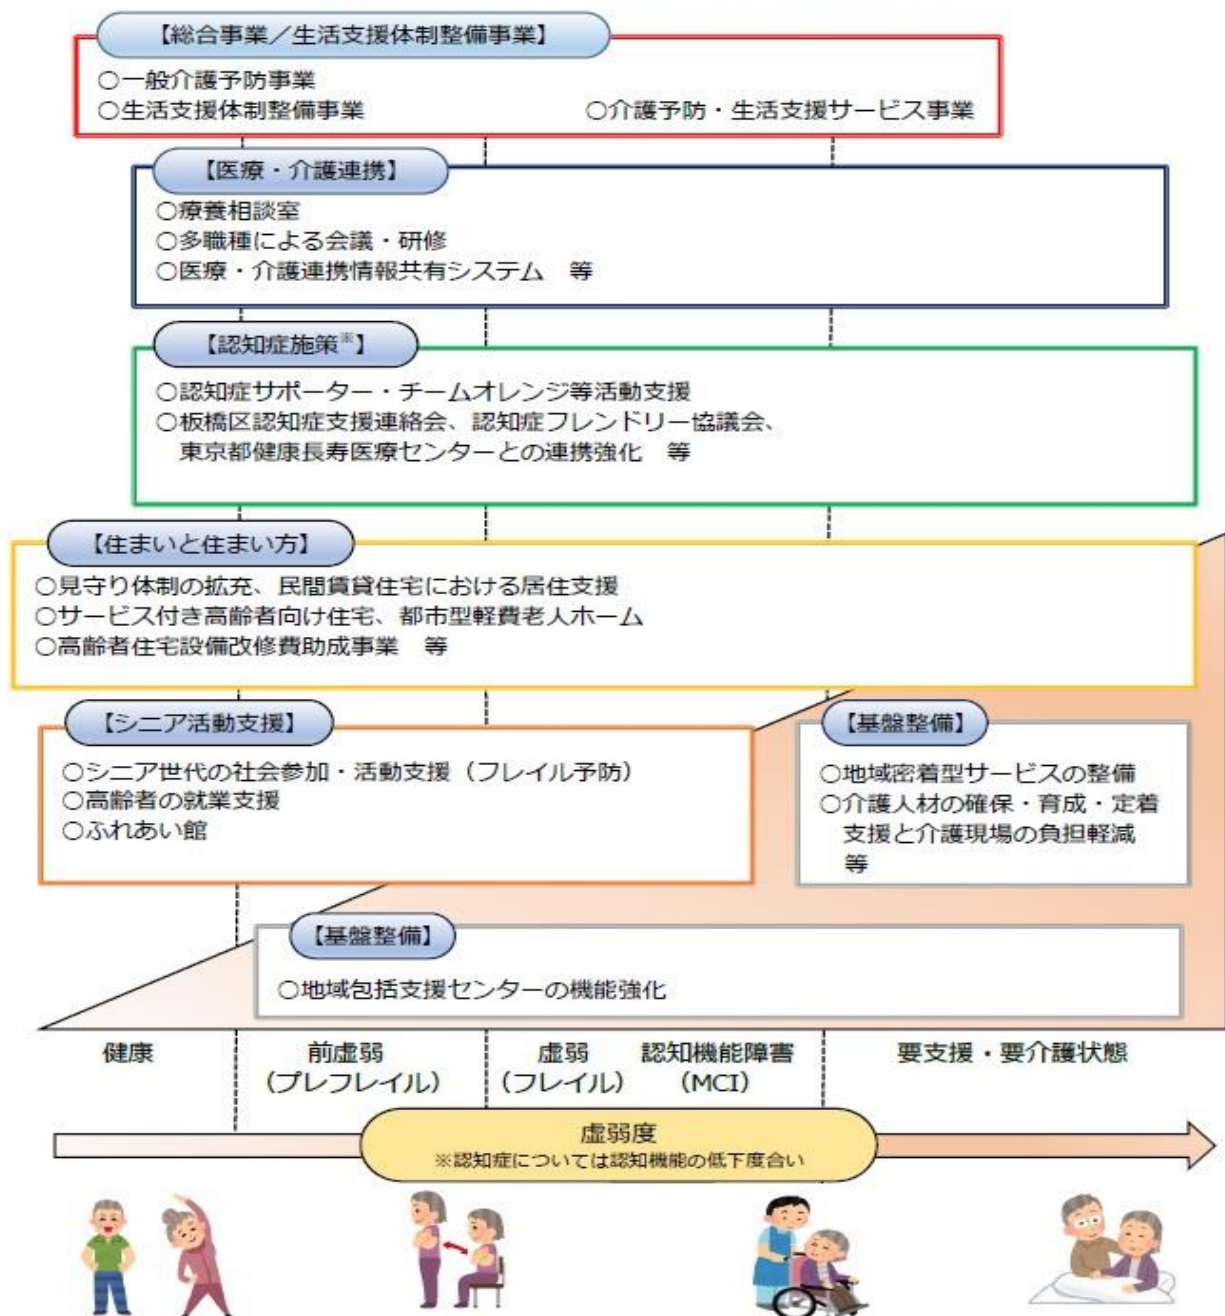 【総合事業／生活支援体制整備事業】
○一般介護予防事業
○生活支援体制整備事業
○介護予防・生活支援サービス事業
【医療・介護連携】
○療養相談室
○多職種による会議・研修
○医療・介護連携情報共有システム　等
【認知症施策※】
○認知症サポーター・チームオレンジ等活動支援
○板橋区認知症支援連絡会、認知症フレンドリー協議会、
東京都健康長寿医療センターとの連携強化　等
【住まいと住まい方】
○見守り体制の拡充、民間賃貸住宅における居住支援
○サービス付き高齢者向け住宅、都市型軽費老人ホーム
○高齢者住宅設備改修費助成事業　等
【シニア活動支援】
○シニア世代の社会参加・活動支援（フレイル予防）
○高齢者の就業支援
○ふれあい館
【基盤整備】
○地域密着型サービスの整備
○介護人材の確保・育成・定着
支援と介護現場の負担軽減
等
【基盤整備】
○地域包括支援センターの機能強化
健康
前虚弱
（プレフレイル）
虚弱
（フレイル）
認知機能障害
（MCI）
要支援・要介護状態
虚弱度
※認知症については認知機能の低下度合い